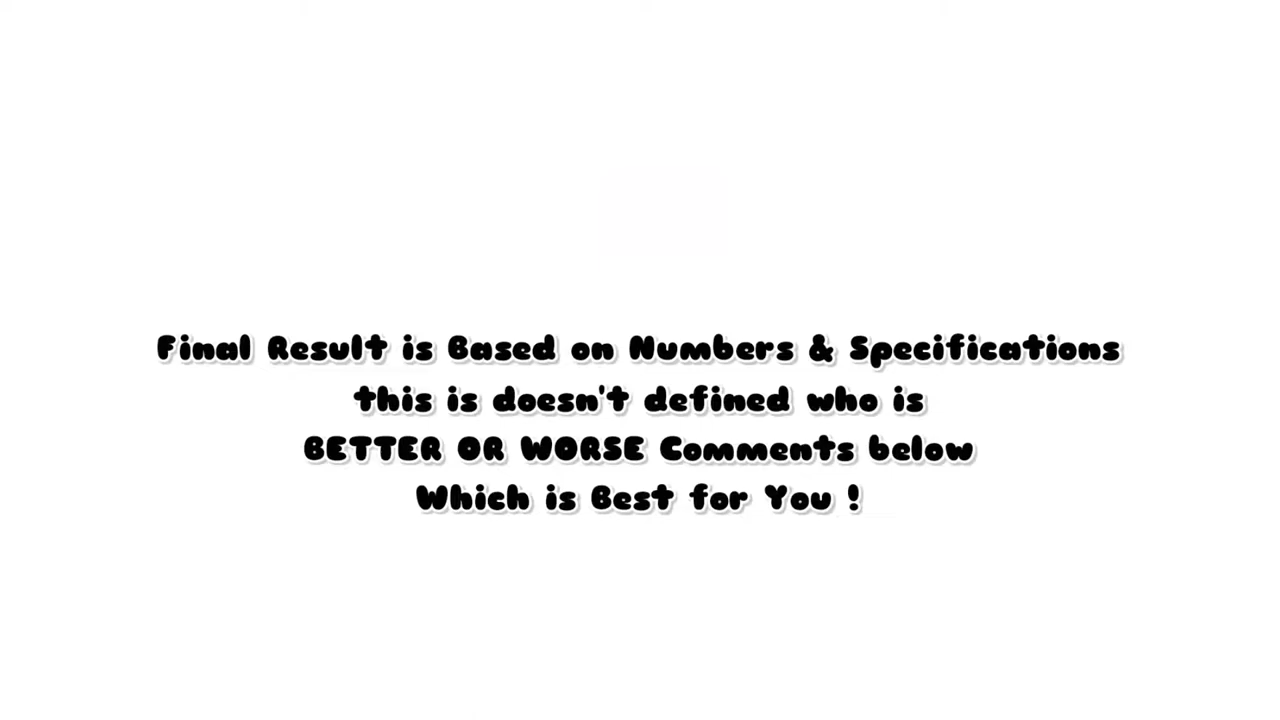 Final Result is Based on Numbers & Specifications
this is doesn't defined who is
BETTER OR WORSE Comments below
Which is Best for You !